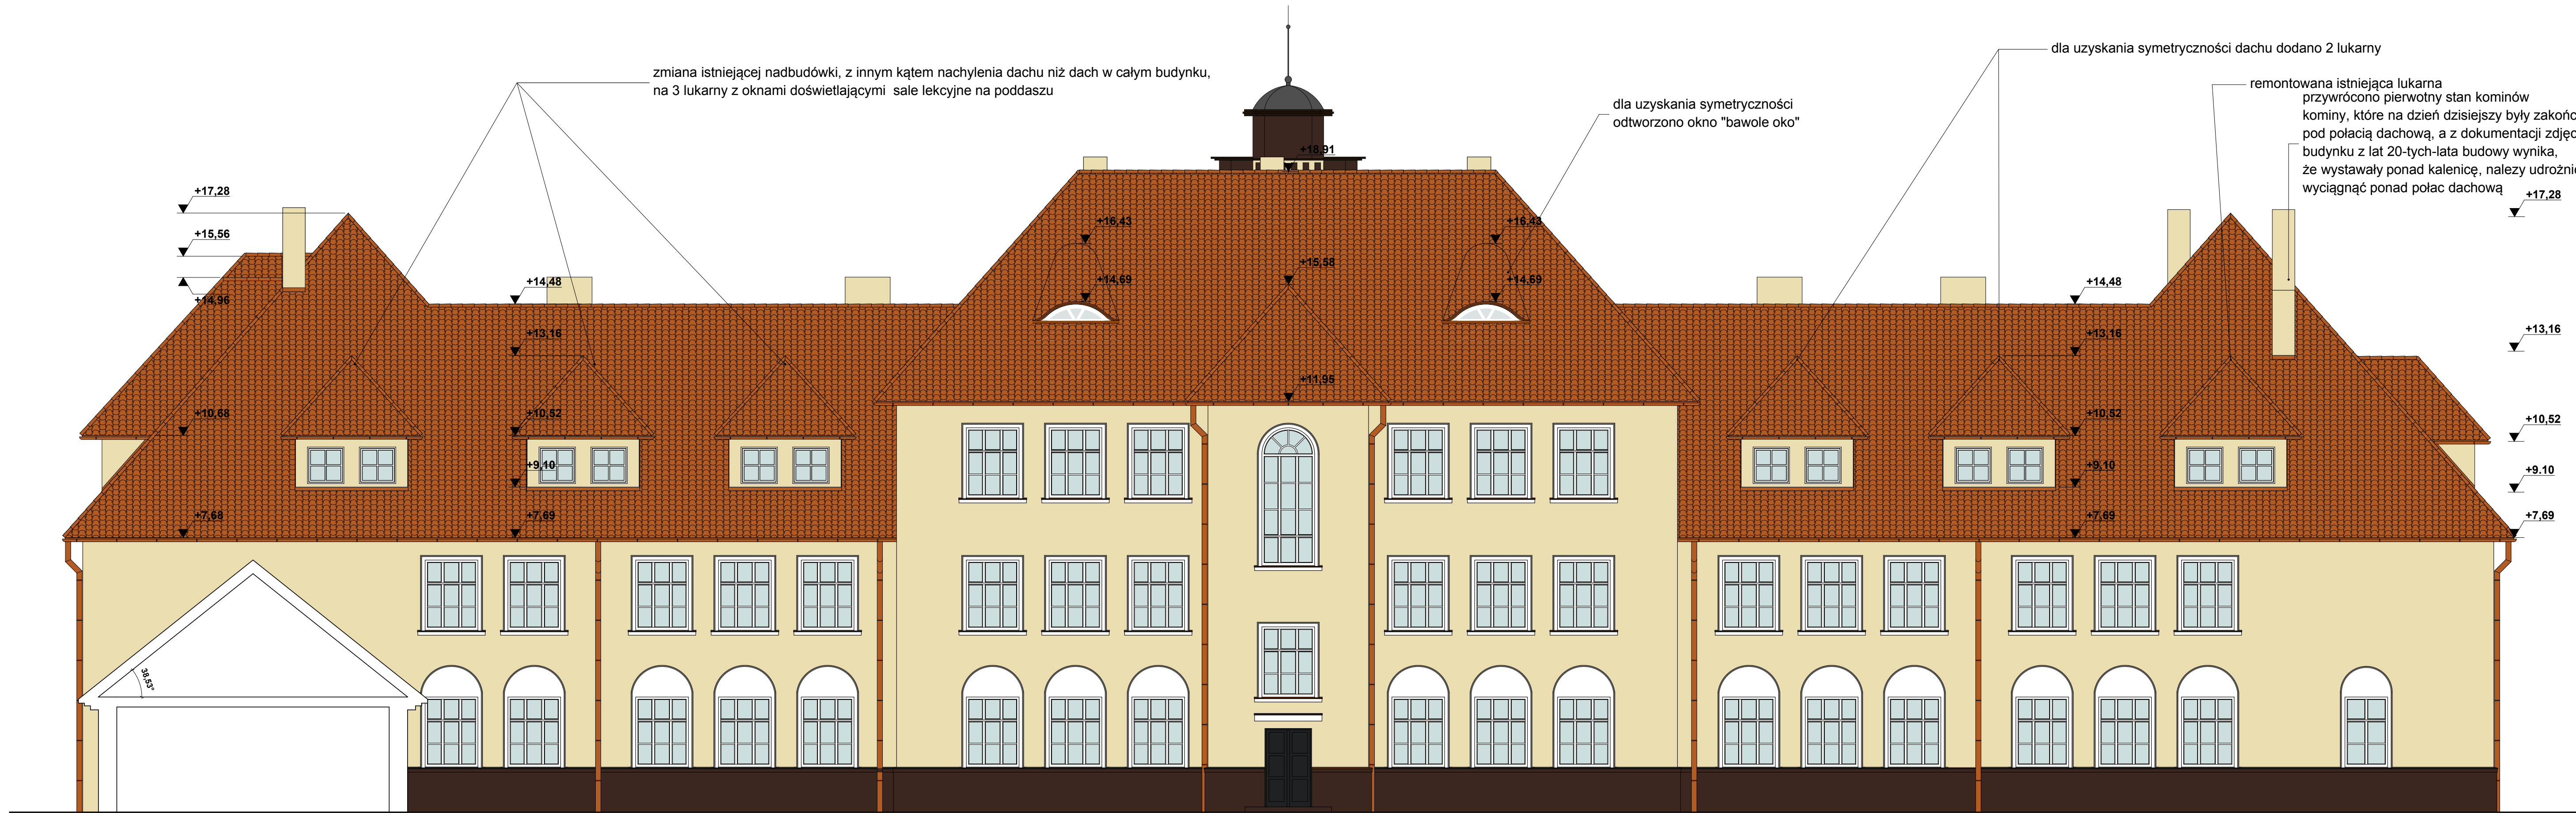 dla uzyskania symetryczności dachu dodano 2 lukarny
zmiana istniejącej nadbudówki, z innym kątem nachylenia dachu niż dach w całym budynku,
na 3 lukarny z oknami doświetlającymi  sale lekcyjne na poddaszu
dla uzyskania symetryczności
odtworzono okno "bawole oko"
remontowana istniejąca lukarna
przywrócono pierwotny stan kominów
kominy, które na dzień dzisiejszy były zakońc
pod połacią dachową, a z dokumentacji zdjęc
budynku z lat 20-tych-lata budowy wynika,
że wystawały ponad kalenicę, nalezy udrożnić
wyciągnąć ponad połac dachową
+18,91
+17,28
+17,28
+15,56
+16,43
+16,43
+15,58
+14,96
+14,48
+14,69
+14,69
+14,48
+13,16
+13,16
+13,16
+11,95
+10,68
+10,52
+10,52
+10,52
+9,10
+9,10
+9.10
+7,68
+7,69
+7,69
+7,69
38,53°